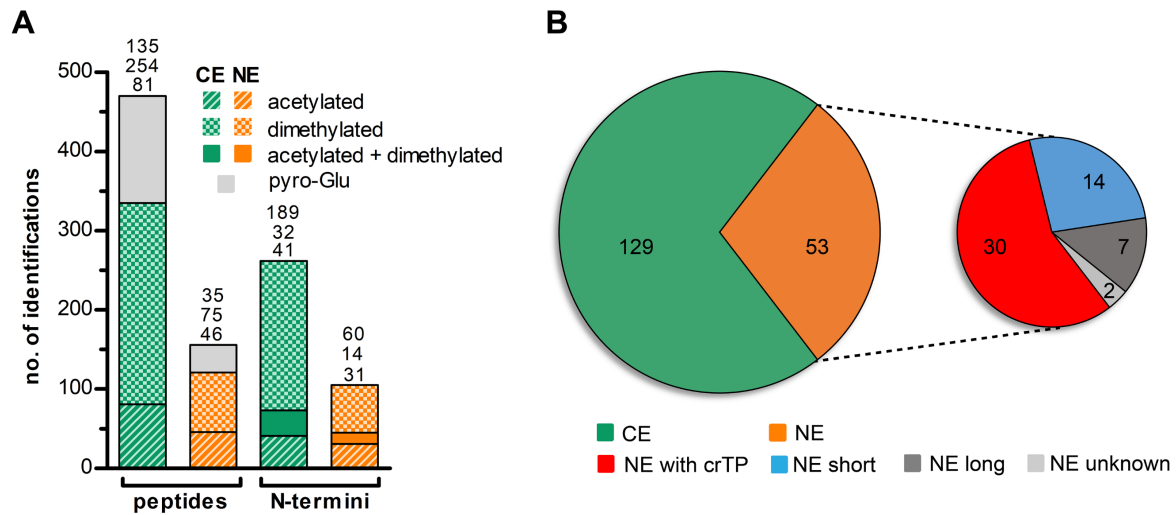 A
no. of identifications
500
400
300
200
100
0
135
254
81
35
75
46
189
32
41
60
14
31
CE NE
acetylated
dimethylated
acetylated + dimethylated
pyro-Glu
peptides
N-termini
B
129
53
30
14
7
2
CE
NE
NE with crTP
NE short
NE long
NE unknown